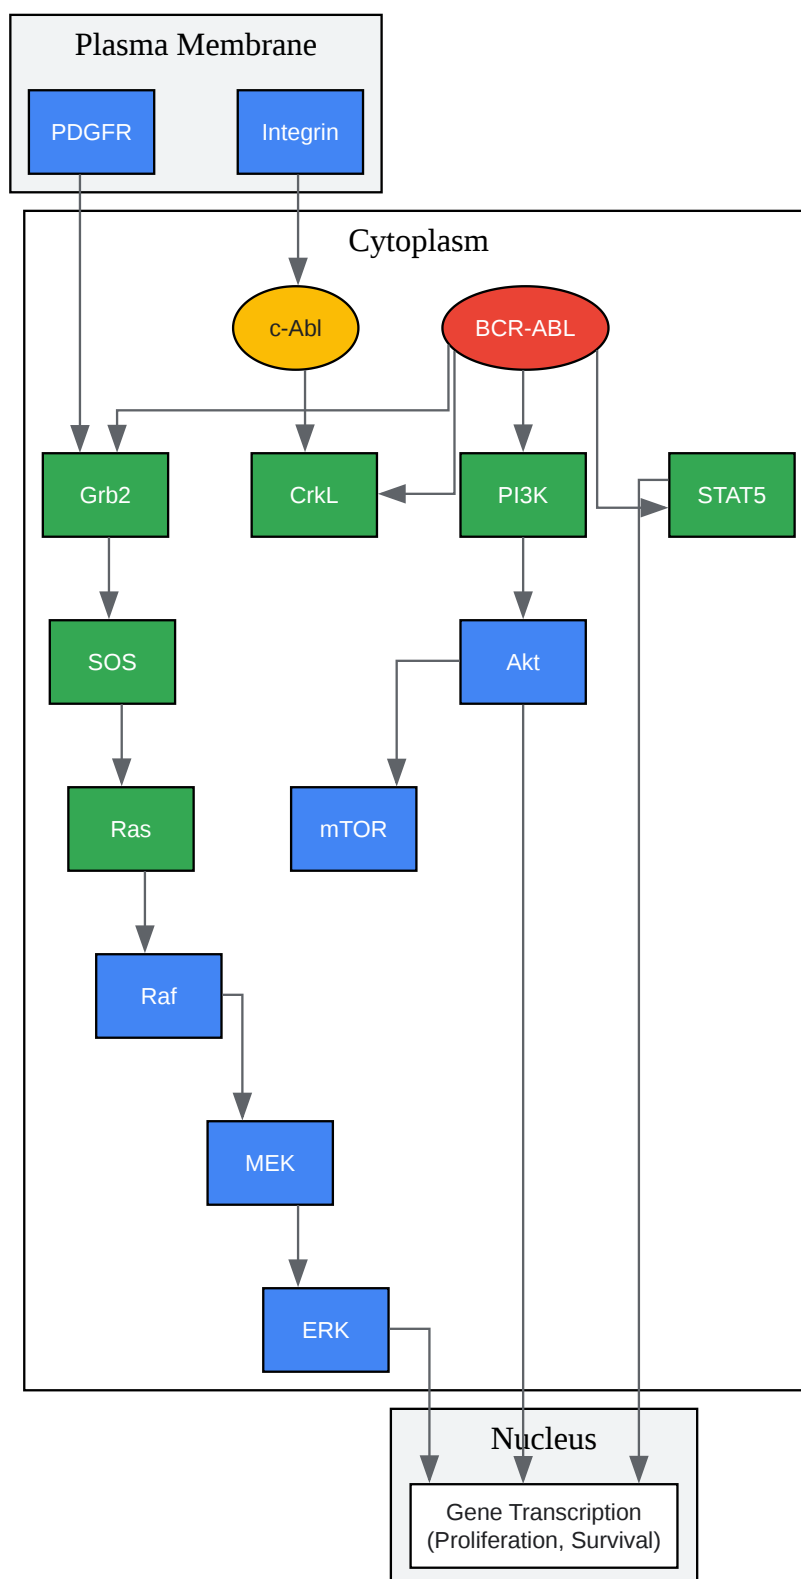 Plasma Membrane
PDGFR
Integrin
Cytoplasm
c-Abl
BCR-ABL
Grb2
CrkL
PI3K
STAT5
SOS
Akt
Ras
mTOR
Raf
MEK
ERK
Nucleus
Gene Transcription
(Proliferation, Survival)